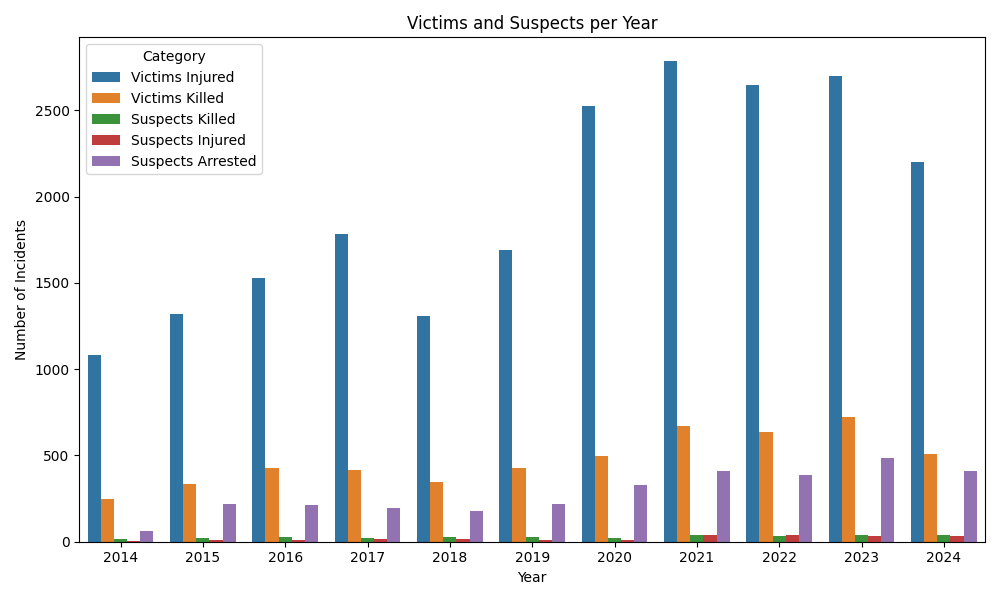 Victims and Suspects per Year
Category
Victims Injured
Victims Killed
Suspects Killed
Suspects Injured
Suspects Arrested
Number of Incidents
2500
2000
1500
1000
500
0
2014 2015 2016 2017 2018 2019 2020 2021 2022 2023 2024
Year